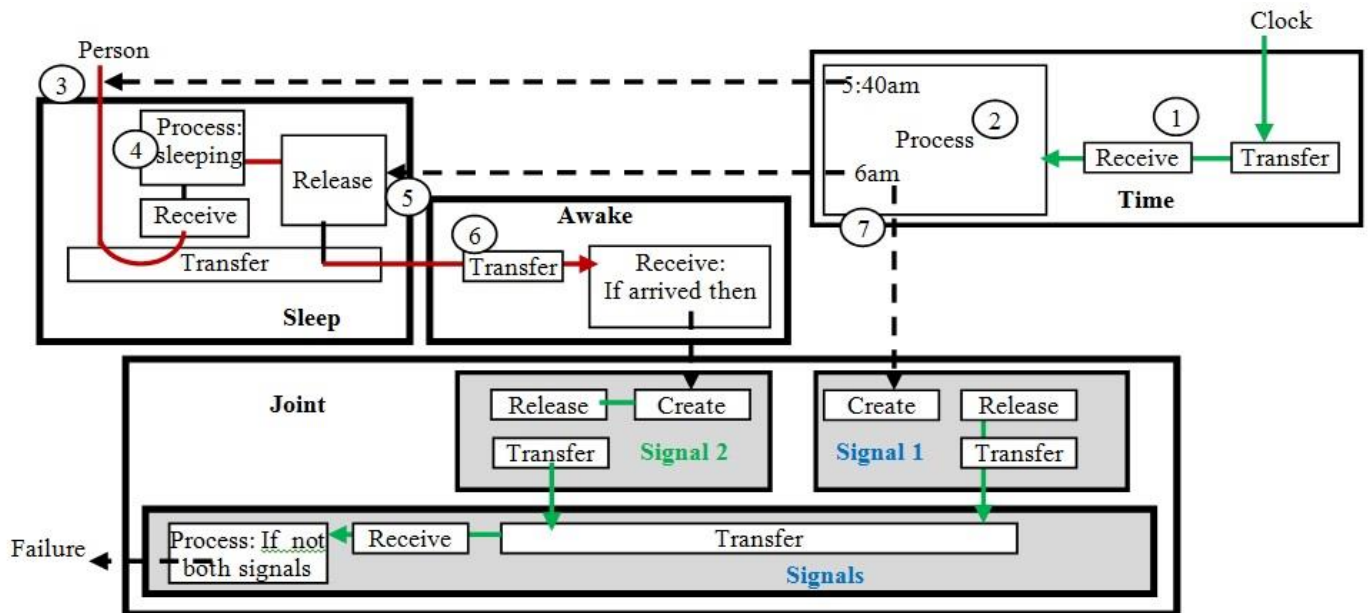 Clock
Person
3
5:40am
2
1
Process
Receive
Transfer
6am
Time
7
Process:
4
sleeping
Release
Receive
5
Transfer
Sleep
Awake
6
Transfer
Receive:
If arrived then
Joint
Release
Create
Transfer
Signal 2
Create
Release
Signal 1
Transfer
Failure
Process: If not
both signals
Receive
Transfer
Signals